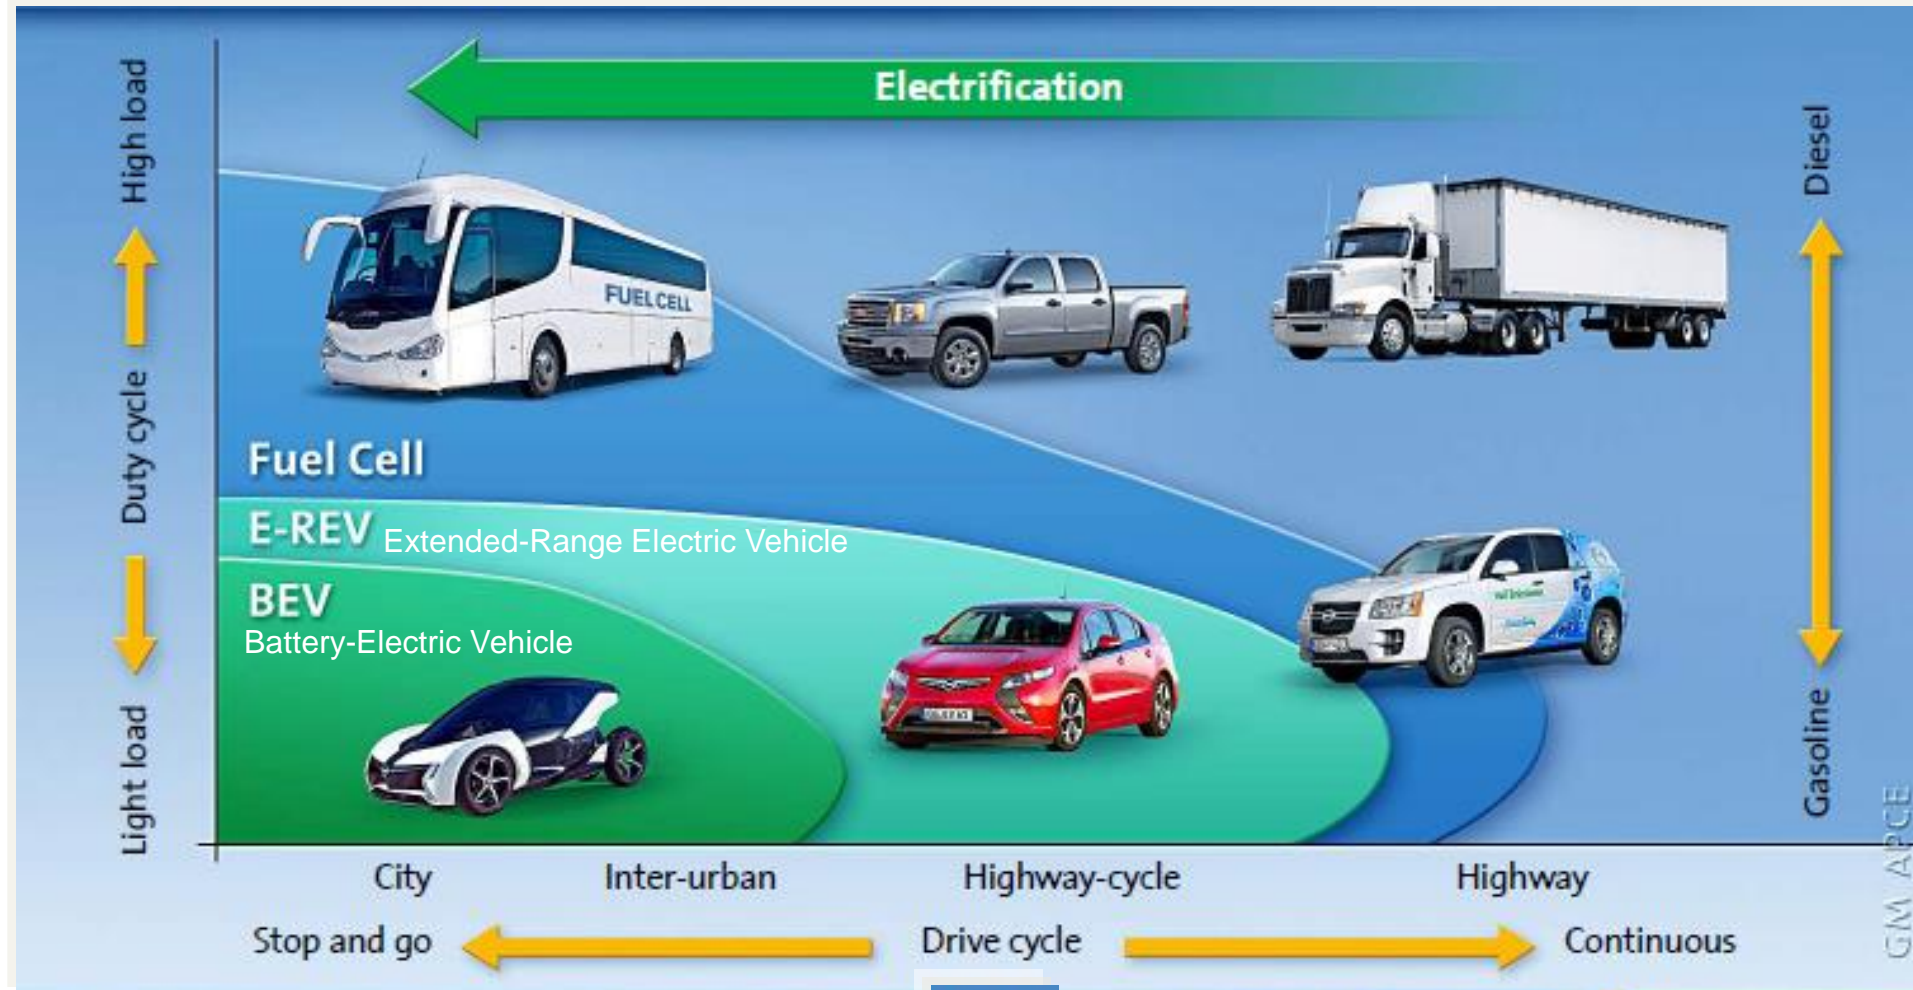 Electrification
High load
Duty cycle
Light load
Diesel
Gasoline
FUEL CELL
Fuel Cell
E-REV Extended-Range Electric Vehicle
BEV
Battery-Electric Vehicle
City Inter-urban Highway-cycle Highway
Stop and go Drive cycle Continuous
GM APCE